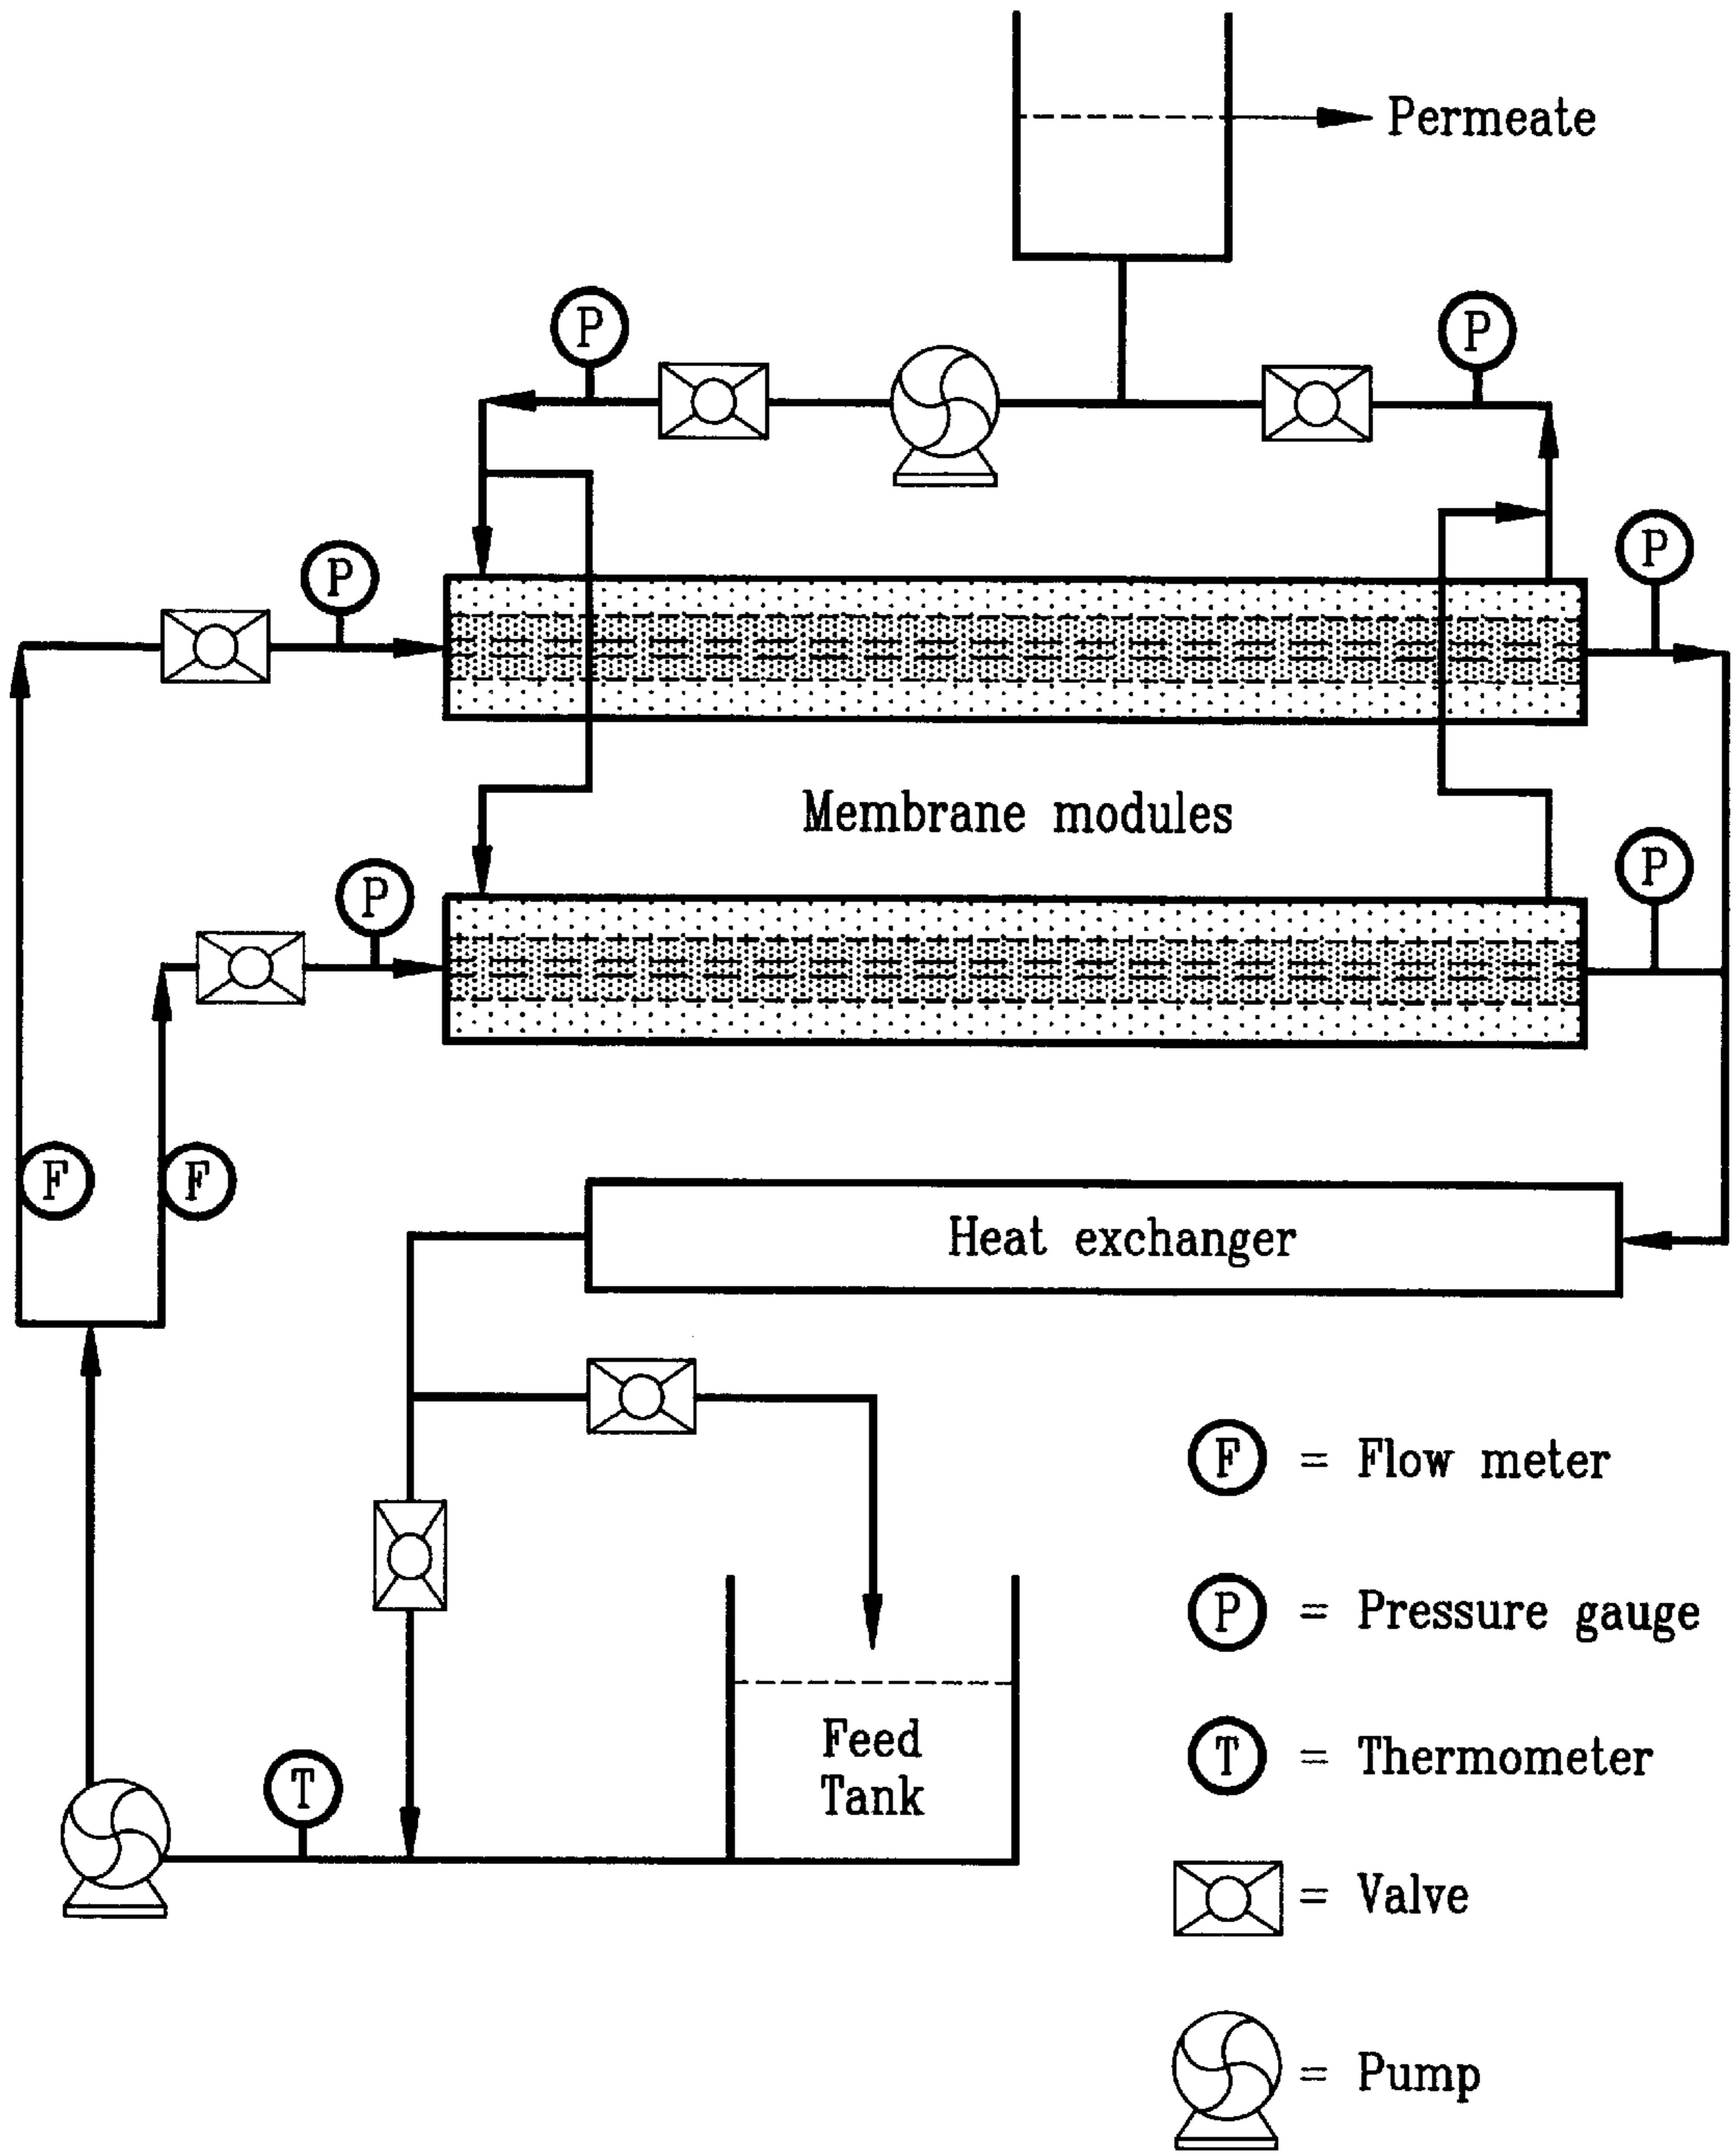 Permeate
P
P
P
P
Membrane modules
P
P
F
F
Heat exchanger
F = Flow meter
P = Pressure gauge
Feed
Tank
T = Thermometer
T
= Valve
= Pump